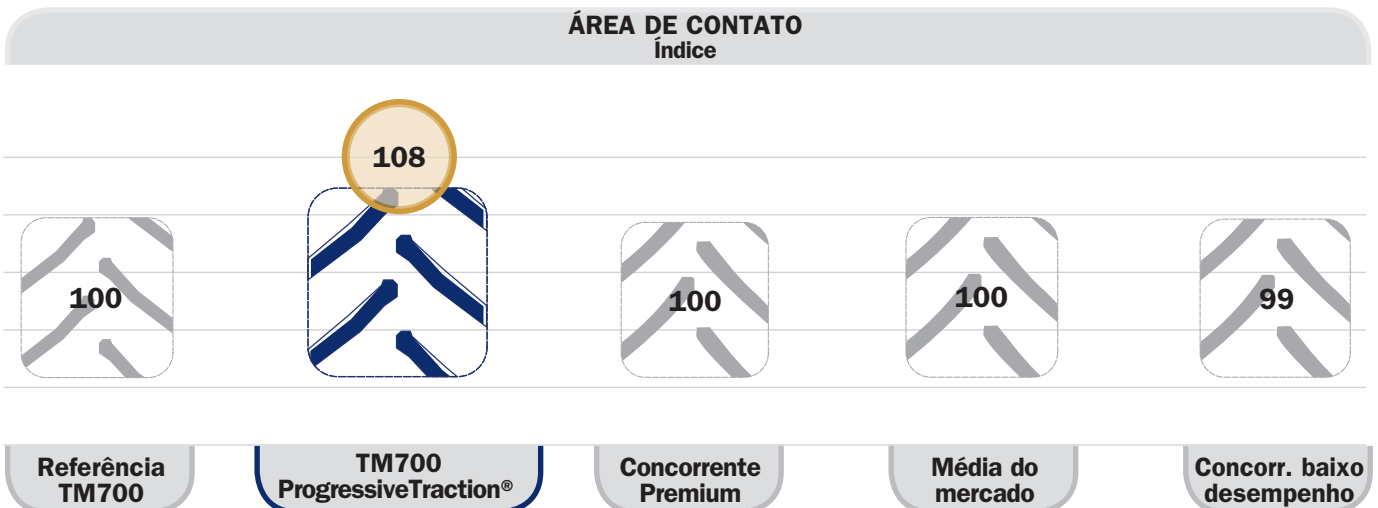 ÁREA DE CONTATO
Índice
108
100
100
100
99
Referência
TM700
TM700
ProgressiveTraction®
Concorrente
Premium
Média do
mercado
Concorr. baixo
desempenho